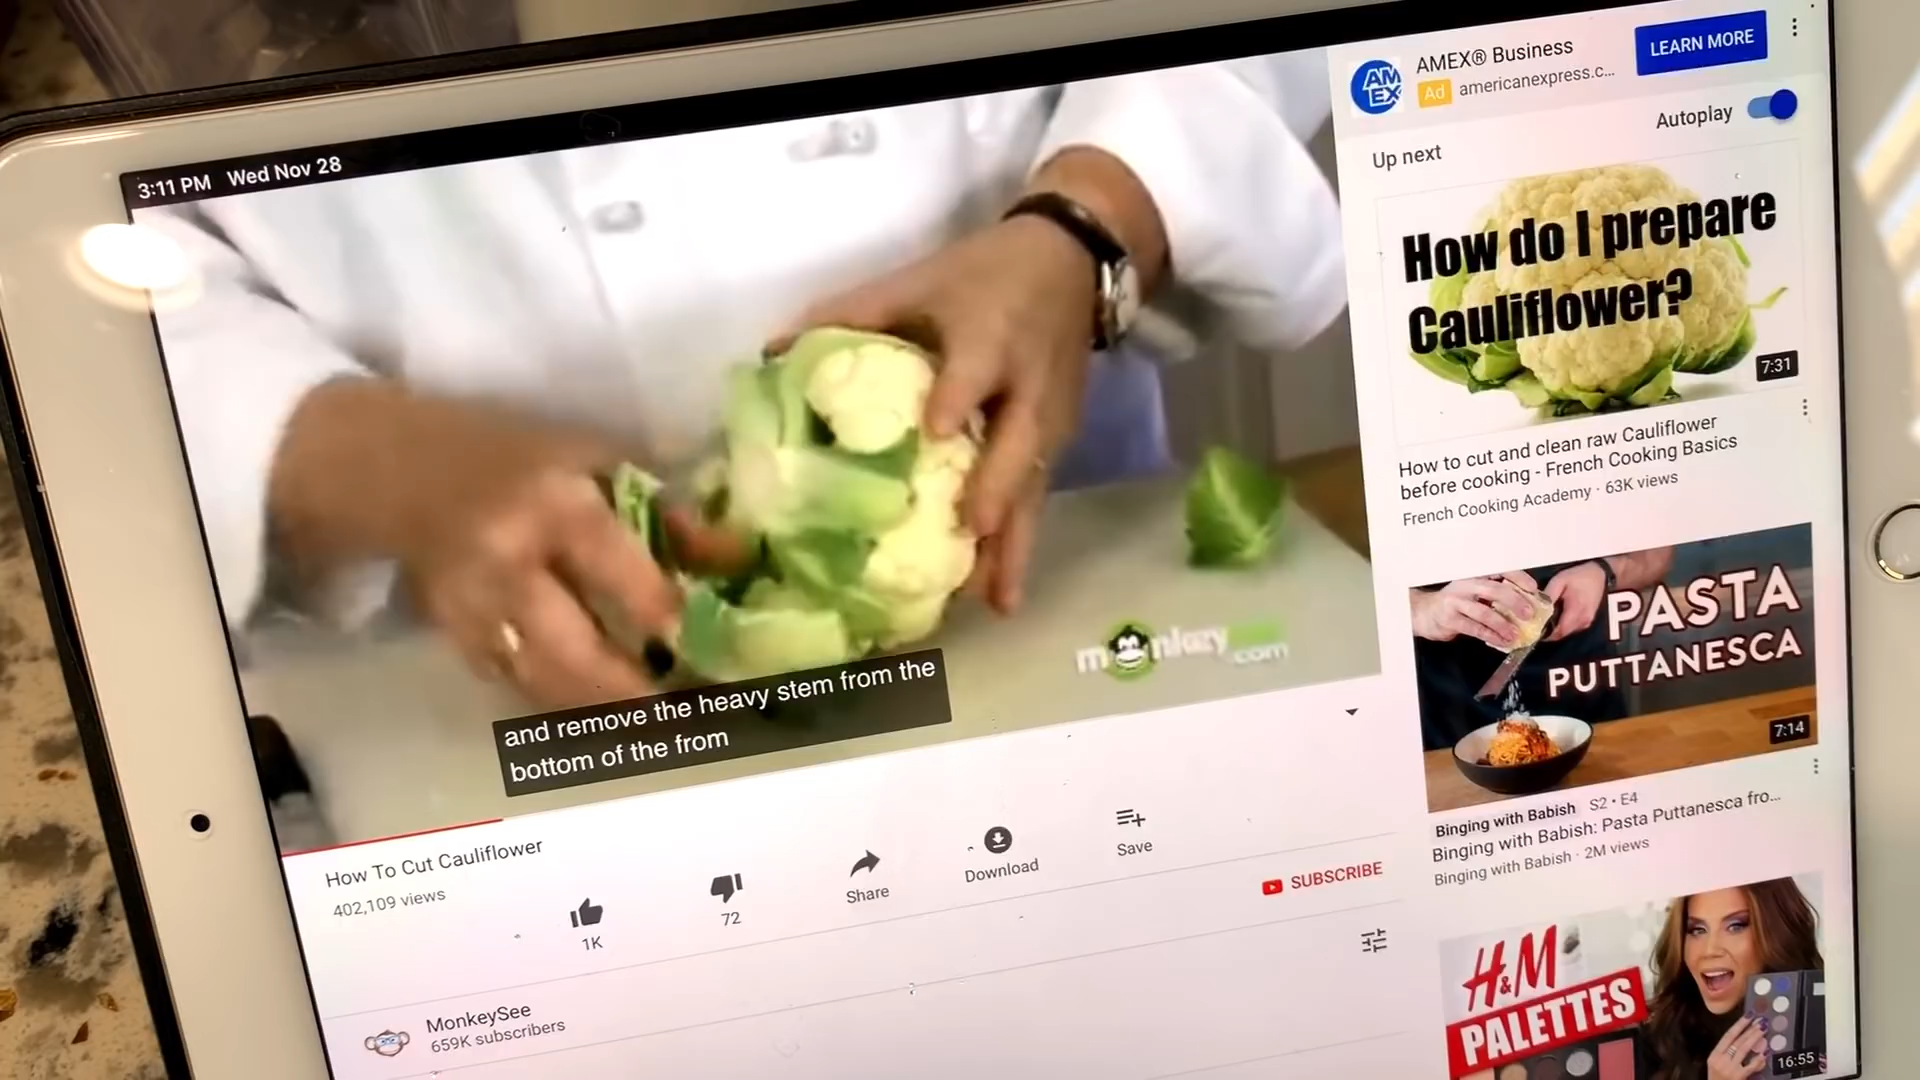 3:11 PM Wed Nov 28
and remove the heavy stem from the
bottom of the from
monkey
.com
How To Cut Cauliflower
402,109 views
1K
72
Share
Download
Save
SUBSCRIBE
MonkeySee
659K subscribers
AM
EX
AMEX® Business
Ad americanexpress.c...
LEARN MORE
Autoplay
Up next
How do I prepare
Cauliflower?
7:31
How to cut and clean raw Cauliflower
before cooking - French Cooking Basics
French Cooking Academy · 63K views
PASTA
PUTTANESCA
7:14
Binging with Babish S2 • E4
Binging with Babish: Pasta Puttanesca fro...
Binging with Babish · 2M views
H&M
PALETTES
16:55